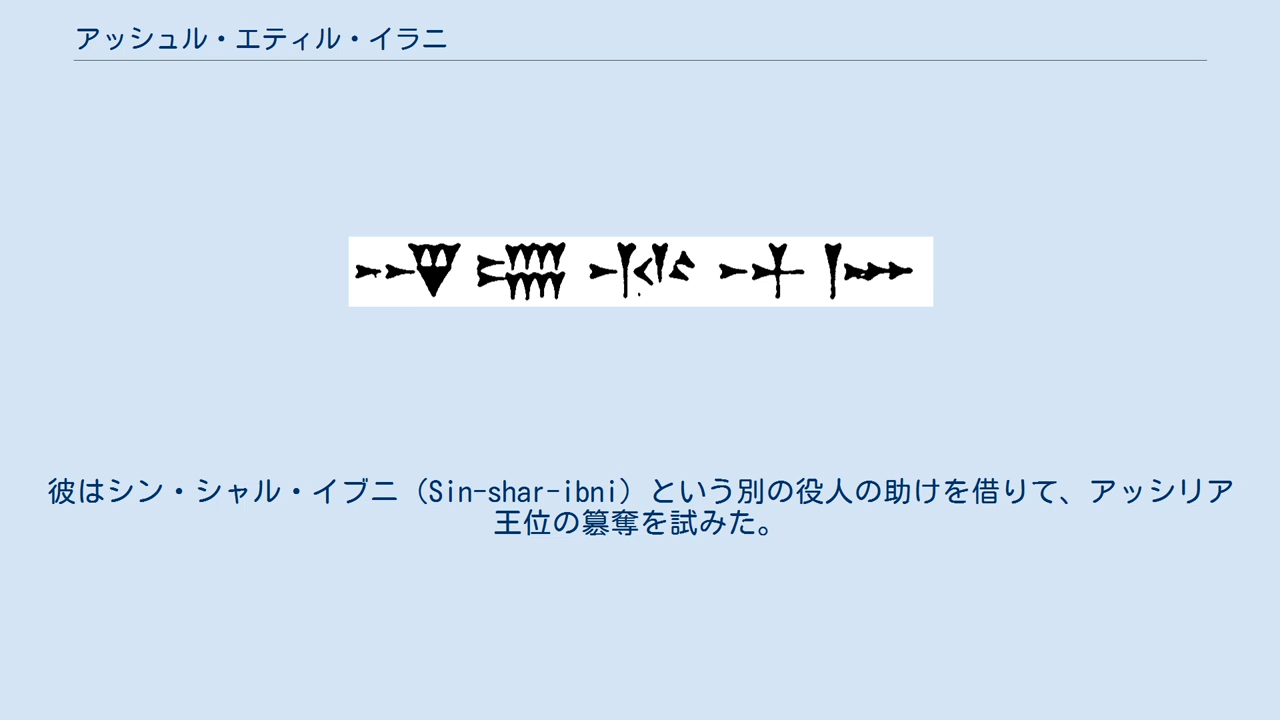 アッシュル・エティル・イラニ
彼はシン・シャル・イブニ（Sin-shar-ibni）という別の役人の助けを借りて、アッシリア
王位の簒奪を試みた。